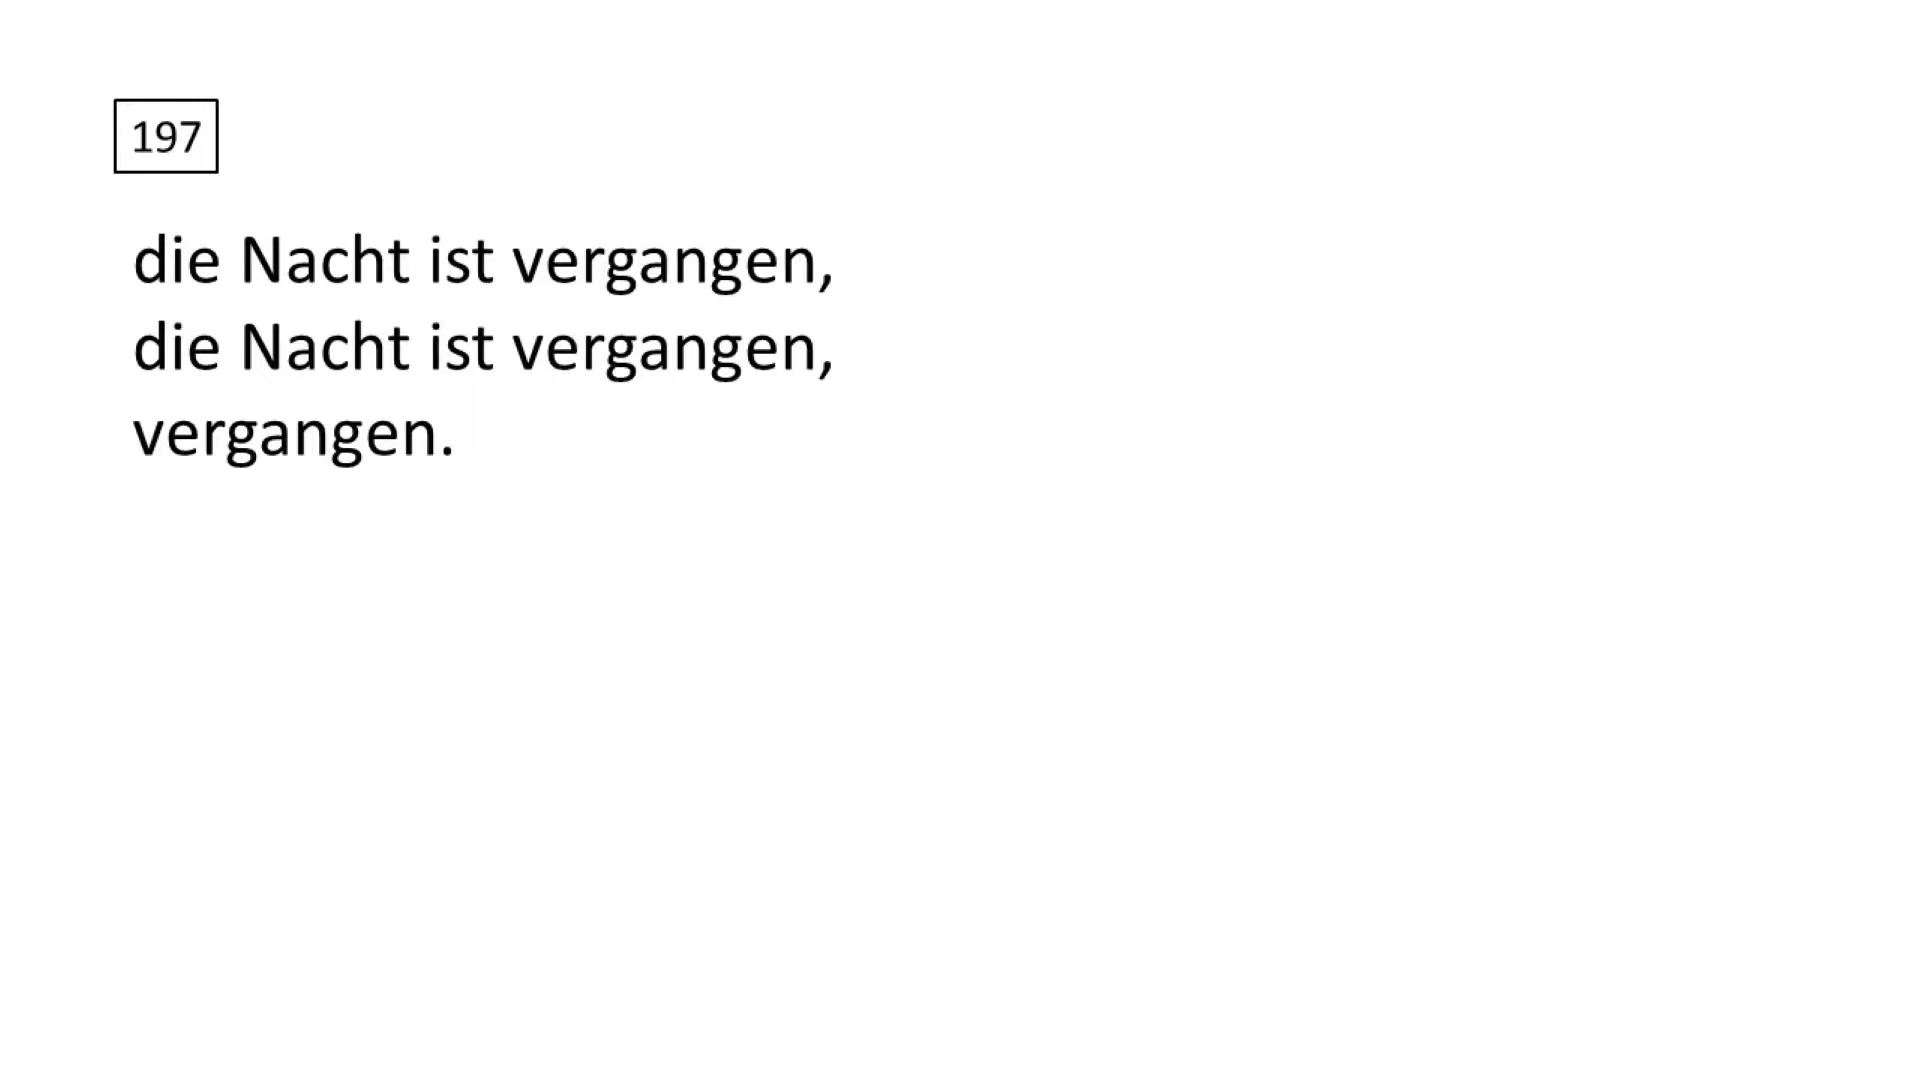 197
die Nacht ist vergangen,
die Nacht ist vergangen,
vergangen.